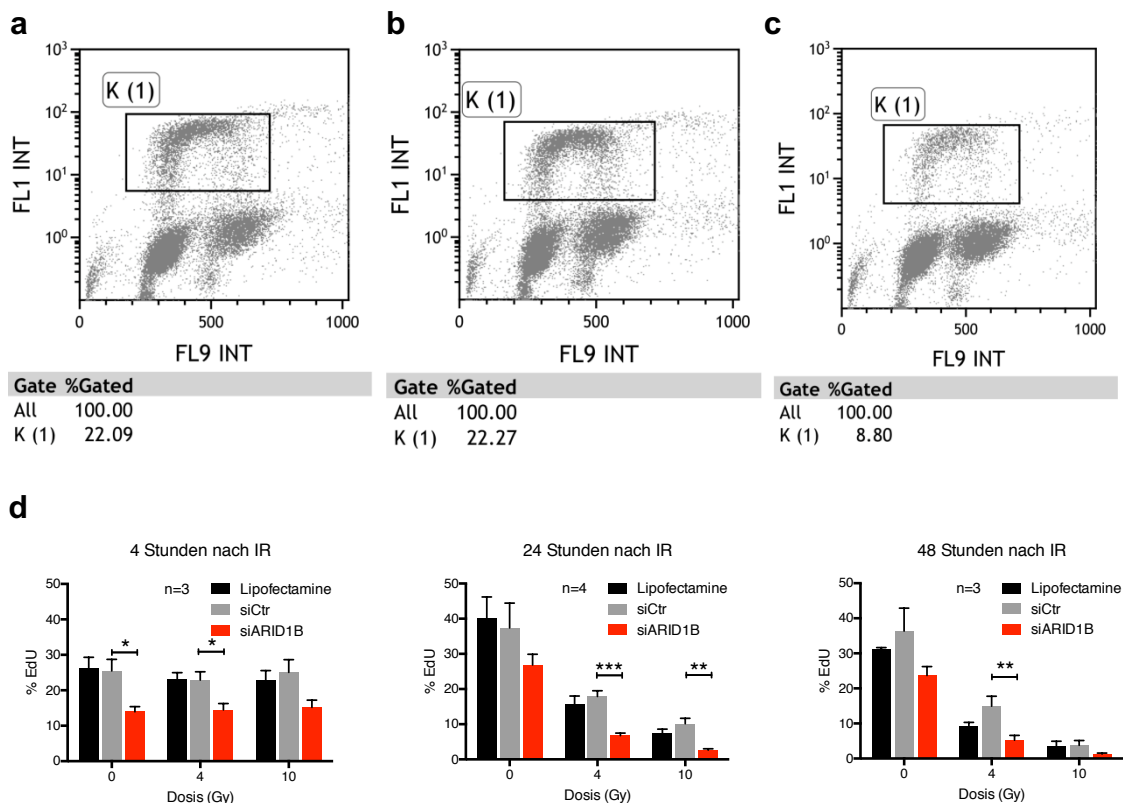 a
10³
10²
10¹
10⁰
FL1 INT
K (1)
0
500
1000
FL9 INT
Gate %Gated
All 100.00
K (1) 22.09
b
10³
10²
10¹
10⁰
FL1 INT
K (1)
0
500
1000
FL9 INT
Gate %Gated
All 100.00
K (1) 22.27
c
10³
10²
10¹
10⁰
FL1 INT
K (1)
0
500
1000
FL9 INT
Gate %Gated
All 100.00
K (1) 8.80
d
4 Stunden nach IR
n=3
Lipofectamine
siCtr
siARID1B
50
40
30
20
10
0
% EdU
*
*
0
4
10
Dosis (Gy)
24 Stunden nach IR
n=4
Lipofectamine
siCtr
siARID1B
50
40
30
20
10
0
% EdU
***
**
0
4
10
Dosis (Gy)
48 Stunden nach IR
n=3
Lipofectamine
siCtr
siARID1B
50
40
30
20
10
0
% EdU
**
0
4
10
Dosis (Gy)